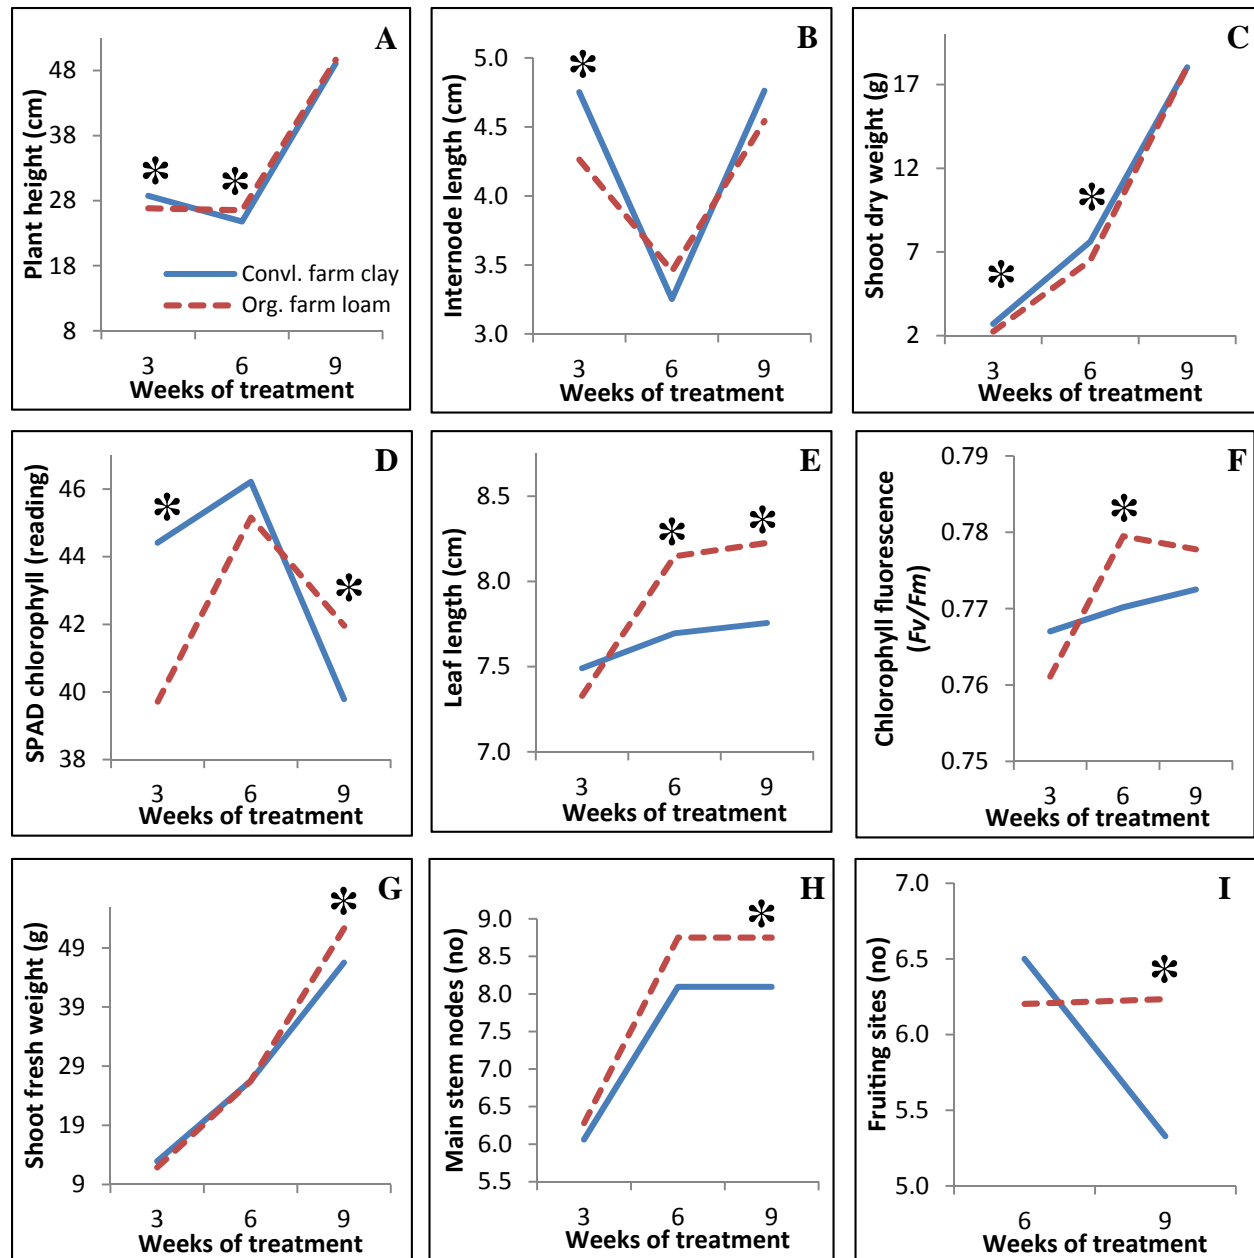 A
Plant height (cm)
48
38
28
18
8
*
*
Convl. farm clay
Org. farm loam
3 6 9
Weeks of treatment
B
Internode length (cm)
5.0
4.5
4.0
3.5
3.0
*
3 6 9
Weeks of treatment
C
Shoot dry weight (g)
17
12
7
2
*
*
3 6 9
Weeks of treatment
D
SPAD chlorophyll (reading)
46
44
42
40
38
*
*
3 6 9
Weeks of treatment
E
Leaf length (cm)
8.5
8.0
7.5
7.0
*
*
3 6 9
Weeks of treatment
F
Chlorophyll fluorescence
(Fv/Fm)
0.79
0.78
0.77
0.76
0.75
*
3 6 9
Weeks of treatment
G
Shoot fresh weight (g)
49
39
29
19
9
*
3 6 9
Weeks of treatment
H
Main stem nodes (no)
9.0
8.5
8.0
7.5
7.0
6.5
6.0
5.5
*
3 6 9
Weeks of treatment
I
Fruiting sites (no)
7.0
6.5
6.0
5.5
5.0
*
6 9
Weeks of treatment